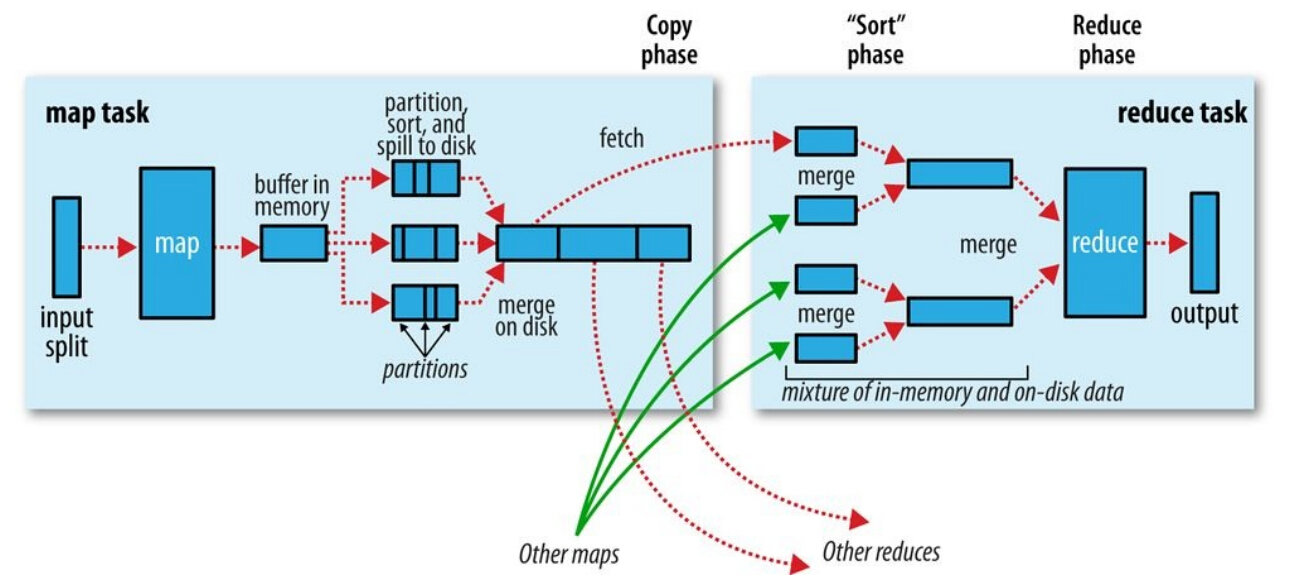 Copy
phase
“Sort”
phase
Reduce
phase
map task
partition,
sort, and
spill to disk
fetch
buffer in
memory
map
input
split
merge
on disk
partitions
reduce task
merge
merge
merge
reduce
output
mixture of in-memory and on-disk data
Other maps
Other reduces